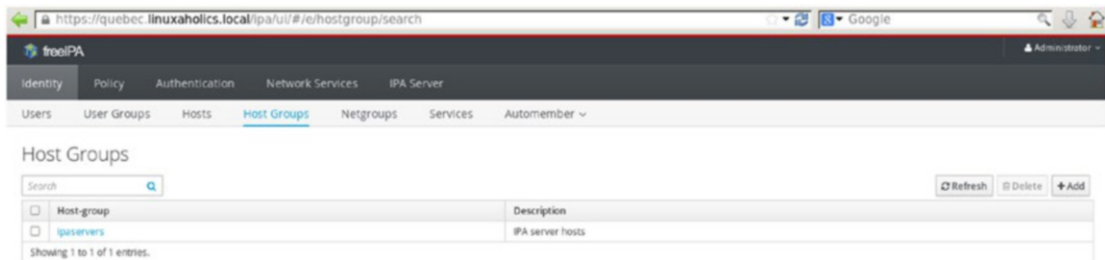 https://quebec.linuxaholics.local/ipa/ui/#/e/hostgroup/search Google
freeIPA Administrator
Identity Policy Authentication Network Services IPA Server
Users User Groups Hosts Host Groups Netgroups Services Automember
Host Groups
Search Refresh Delete +Add
Host-group Description
ipaservers IPA server hosts
Showing 1 to 1 of 1 entries.